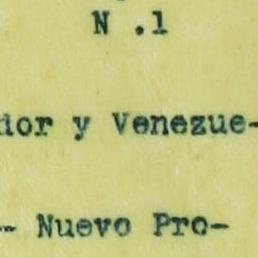 N .1
dor y Venezue-
- Nuevo Pro-